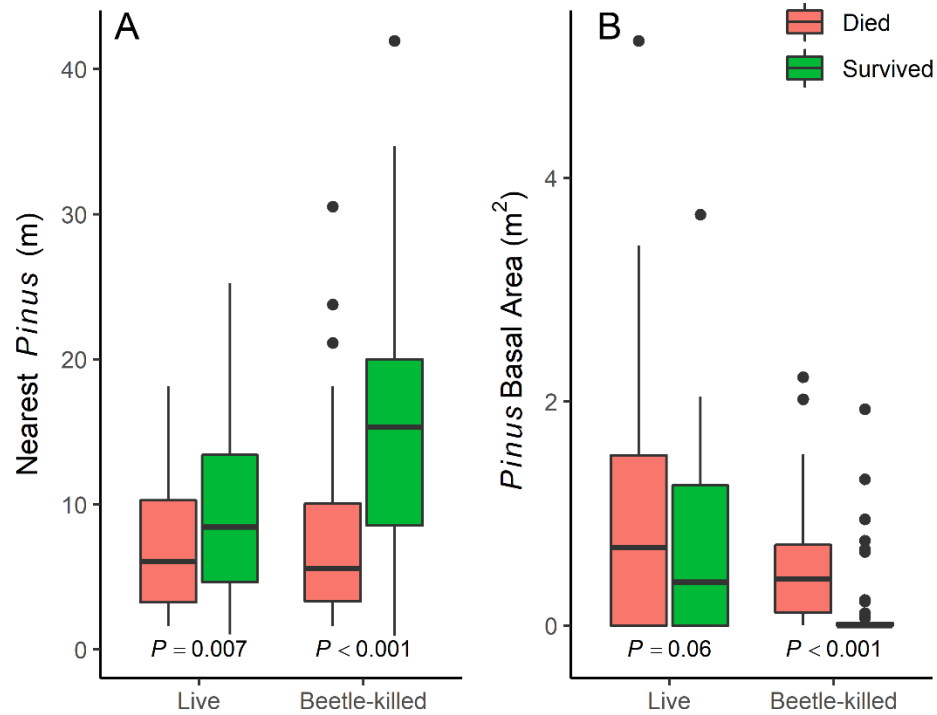 A
Nearest Pinus (m)
40
30
20
10
0
P = 0.007
P < 0.001
Live
Beetle-killed
B
Died
Survived
Pinus Basal Area (m²)
4
2
0
P = 0.06
P < 0.001
Live
Beetle-killed